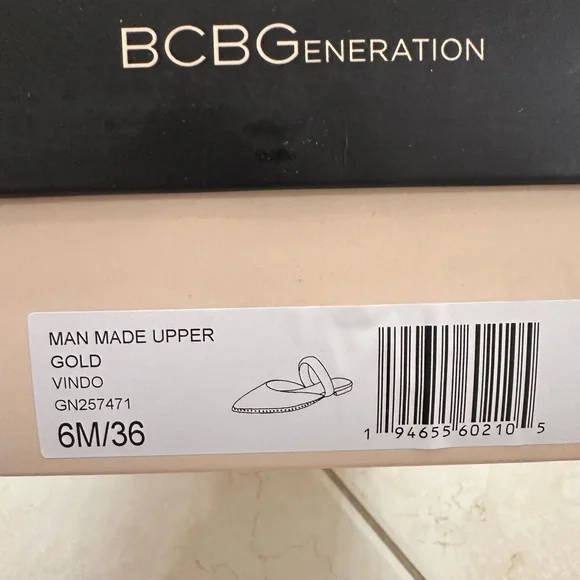 BCBGENERATION
MAN MADE UPPER
GOLD
VINDO
GN257471
6M/36
1 94655 60210 5